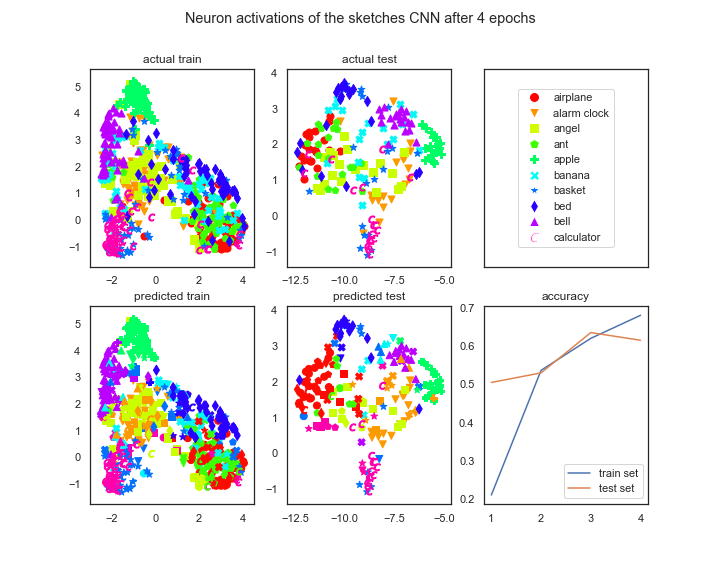 Neuron activations of the sketches CNN after 4 epochs
actual train
actual test
5
4
3
2
1
0
−1
−2
0
2
4
4
3
2
1
0
−1
−12.5
−10.0
−7.5
−5.0
airplane
alarm clock
angel
ant
apple
banana
basket
bed
bell
calculator
predicted train
predicted test
accuracy
5
4
3
2
1
0
−1
−2
0
2
4
4
3
2
1
0
−1
−12.5
−10.0
−7.5
−5.0
0.7
0.6
0.5
0.4
0.3
0.2
1
2
3
4
train set
test set